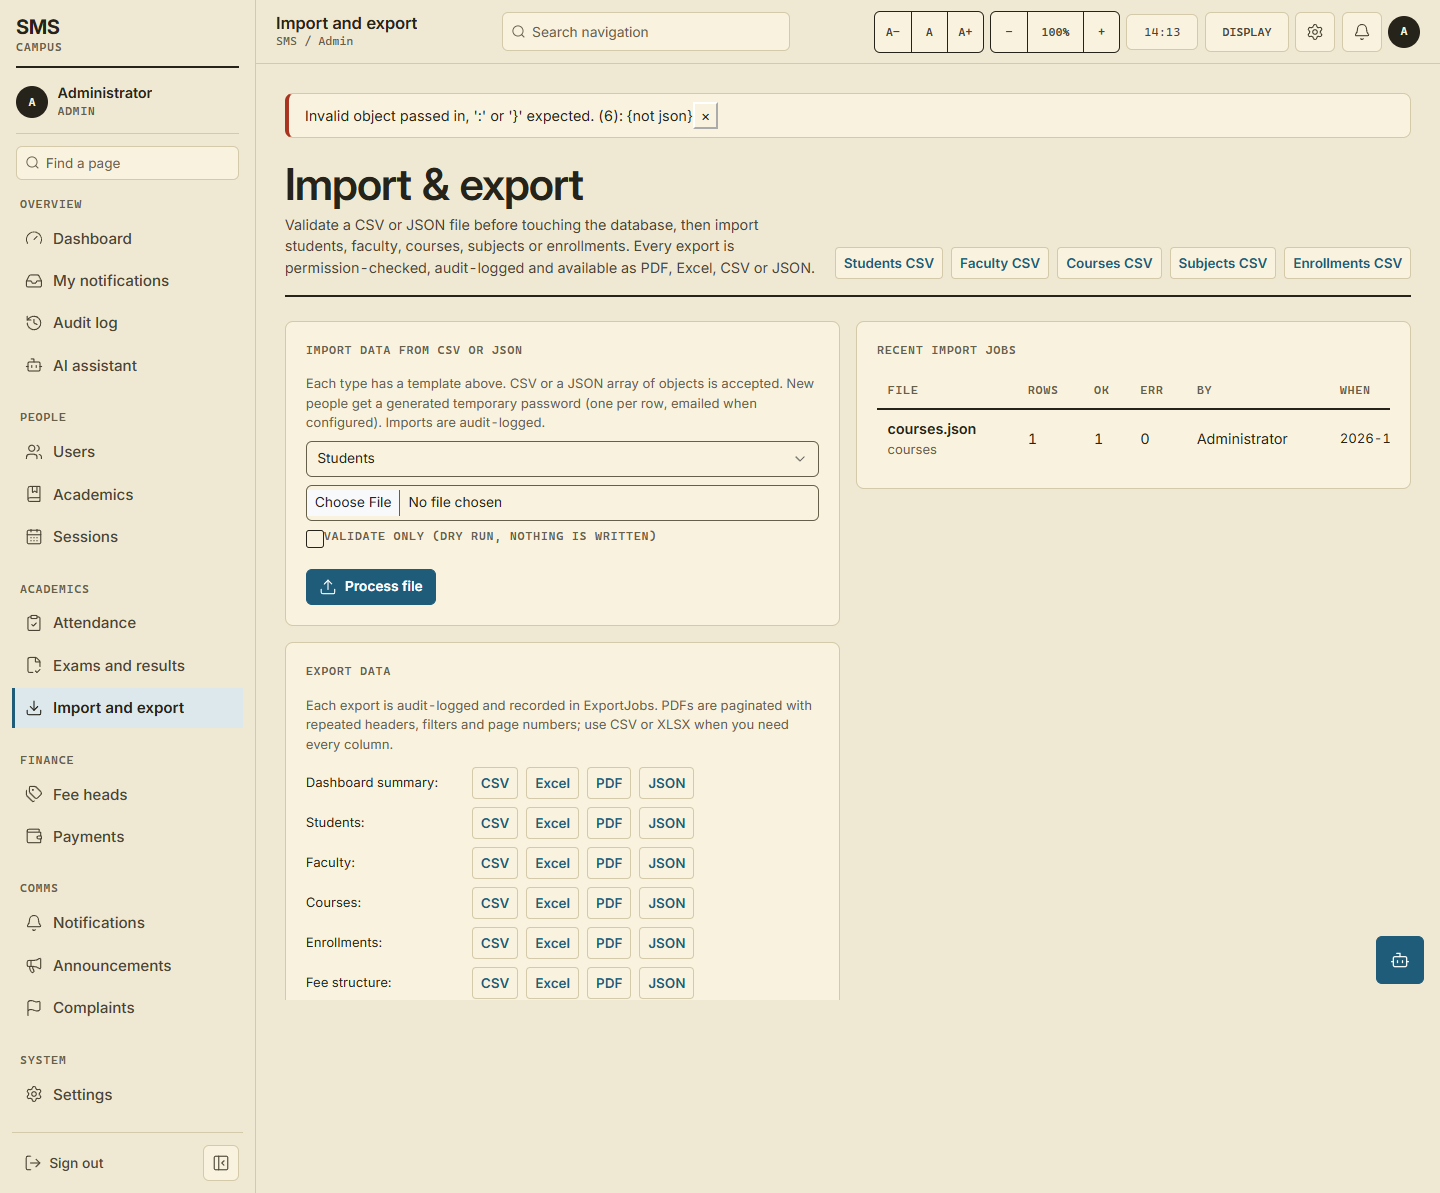 SMS
CAMPUS
A
Administrator
ADMIN
Find a page
OVERVIEW
Dashboard
My notifications
Audit log
AI assistant
PEOPLE
Users
Academics
Sessions
ACADEMICS
Attendance
Exams and results
Import and export
FINANCE
Fee heads
Payments
COMMS
Notifications
Announcements
Complaints
SYSTEM
Settings
Sign out
Import and export
SMS / Admin
Search navigation
A− A A+
− 100% +
14:13
DISPLAY
A
Invalid object passed in, ':' or '}' expected. (6): {not json} ×
Import & export
Validate a CSV or JSON file before touching the database, then import
students, faculty, courses, subjects or enrollments. Every export is
permission-checked, audit-logged and available as PDF, Excel, CSV or JSON.
Students CSV Faculty CSV Courses CSV Subjects CSV Enrollments CSV
IMPORT DATA FROM CSV OR JSON
Each type has a template above. CSV or a JSON array of objects is accepted. New
people get a generated temporary password (one per row, emailed when
configured). Imports are audit-logged.
Students
Choose File No file chosen
VALIDATE ONLY (DRY RUN, NOTHING IS WRITTEN)
Process file
EXPORT DATA
Each export is audit-logged and recorded in ExportJobs. PDFs are paginated with
repeated headers, filters and page numbers; use CSV or XLSX when you need
every column.
Dashboard summary: CSV Excel PDF JSON
Students: CSV Excel PDF JSON
Faculty: CSV Excel PDF JSON
Courses: CSV Excel PDF JSON
Enrollments: CSV Excel PDF JSON
Fee structure: CSV Excel PDF JSON
RECENT IMPORT JOBS
FILE ROWS OK ERR BY WHEN
courses.json 1 1 0 Administrator 2026-1
courses